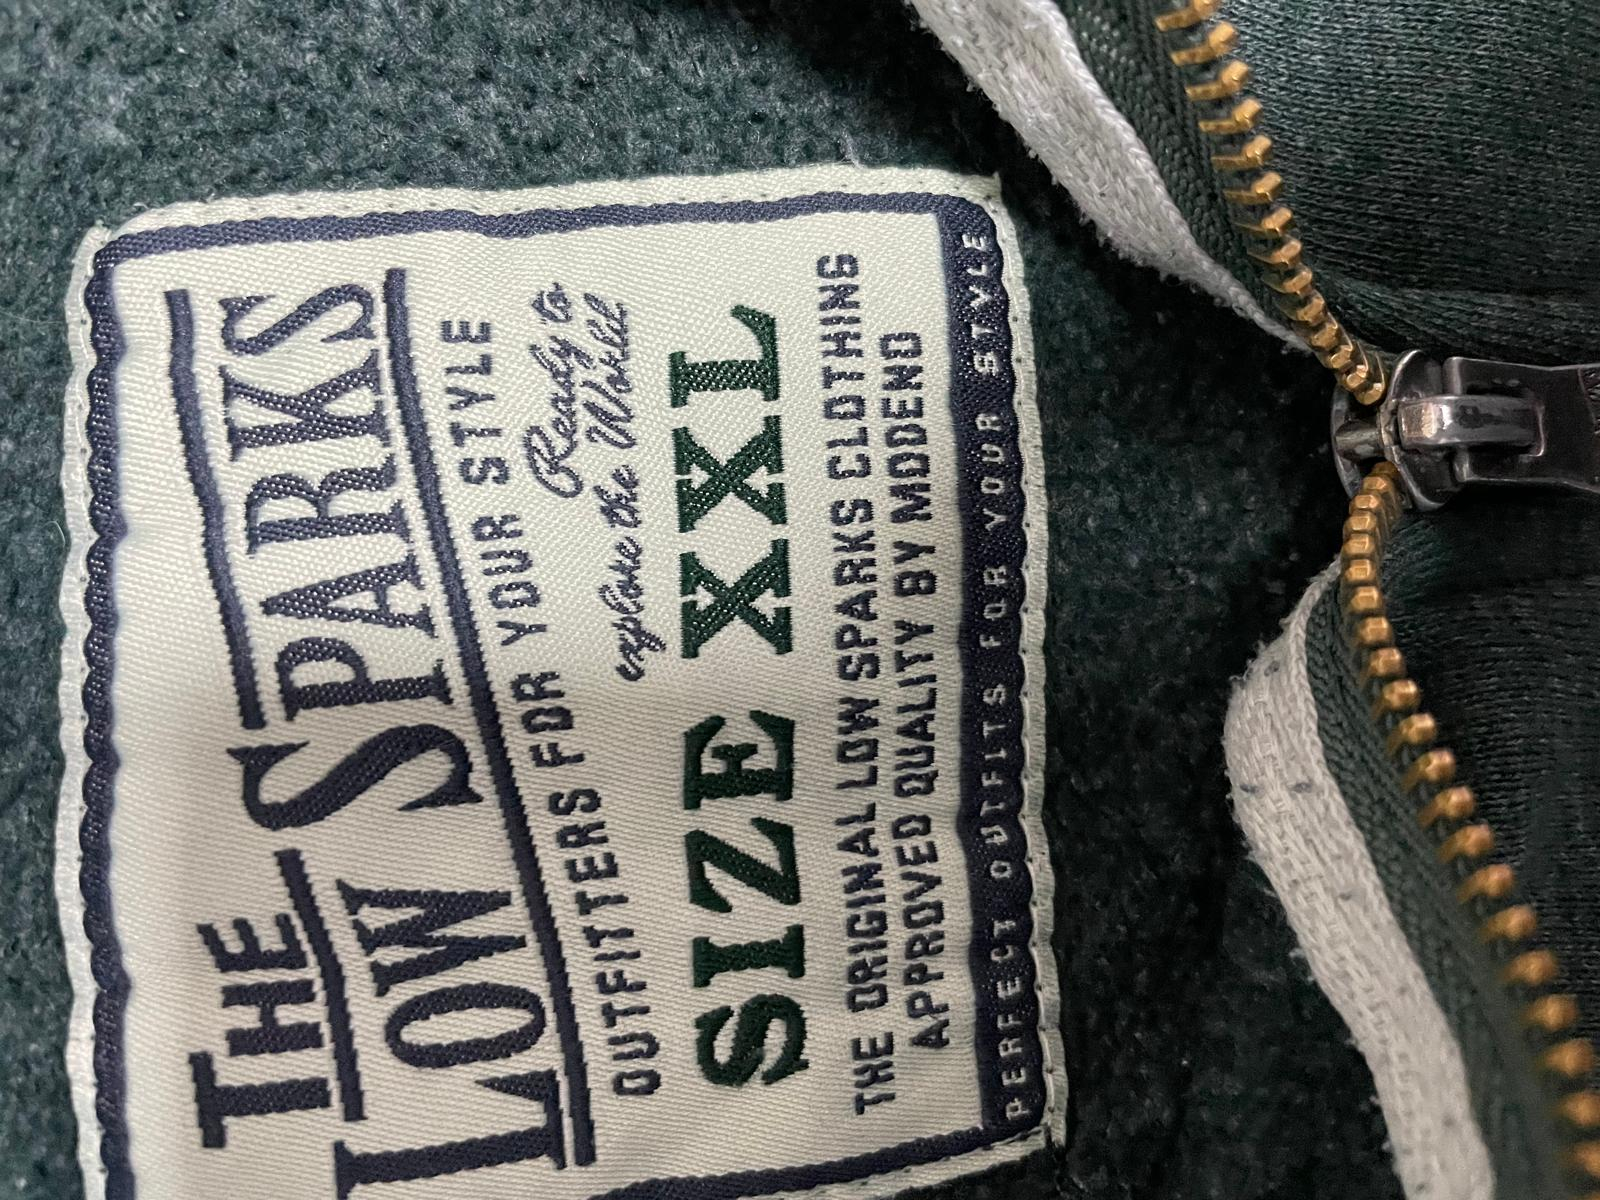 THE
LOW SPARKS
OUTFITTERS FOR YOUR STYLE
Ready to
explore the World
SIZE XXL
THE ORIGINAL LOW SPARKS CLOTHING
APPROVED QUALITY BY MODEND
PERFECT OUTFITS FOR YOUR STYLE